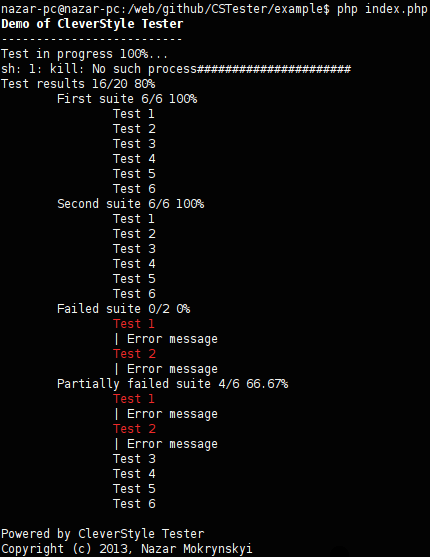 nazar-pc@nazar-pc:/web/github/CSTester/example$ php index.php
Demo of CleverStyle Tester
--------------------------
Test in progress 100%...
sh: 1: kill: No such process######################
Test results 16/20 80%
First suite 6/6 100%
Test 1
Test 2
Test 3
Test 4
Test 5
Test 6
Second suite 6/6 100%
Test 1
Test 2
Test 3
Test 4
Test 5
Test 6
Failed suite 0/2 0%
Test 1
| Error message
Test 2
| Error message
Partially failed suite 4/6 66.67%
Test 1
| Error message
Test 2
| Error message
Test 3
Test 4
Test 5
Test 6
Powered by CleverStyle Tester
Copyright (c) 2013, Nazar Mokrynskyi